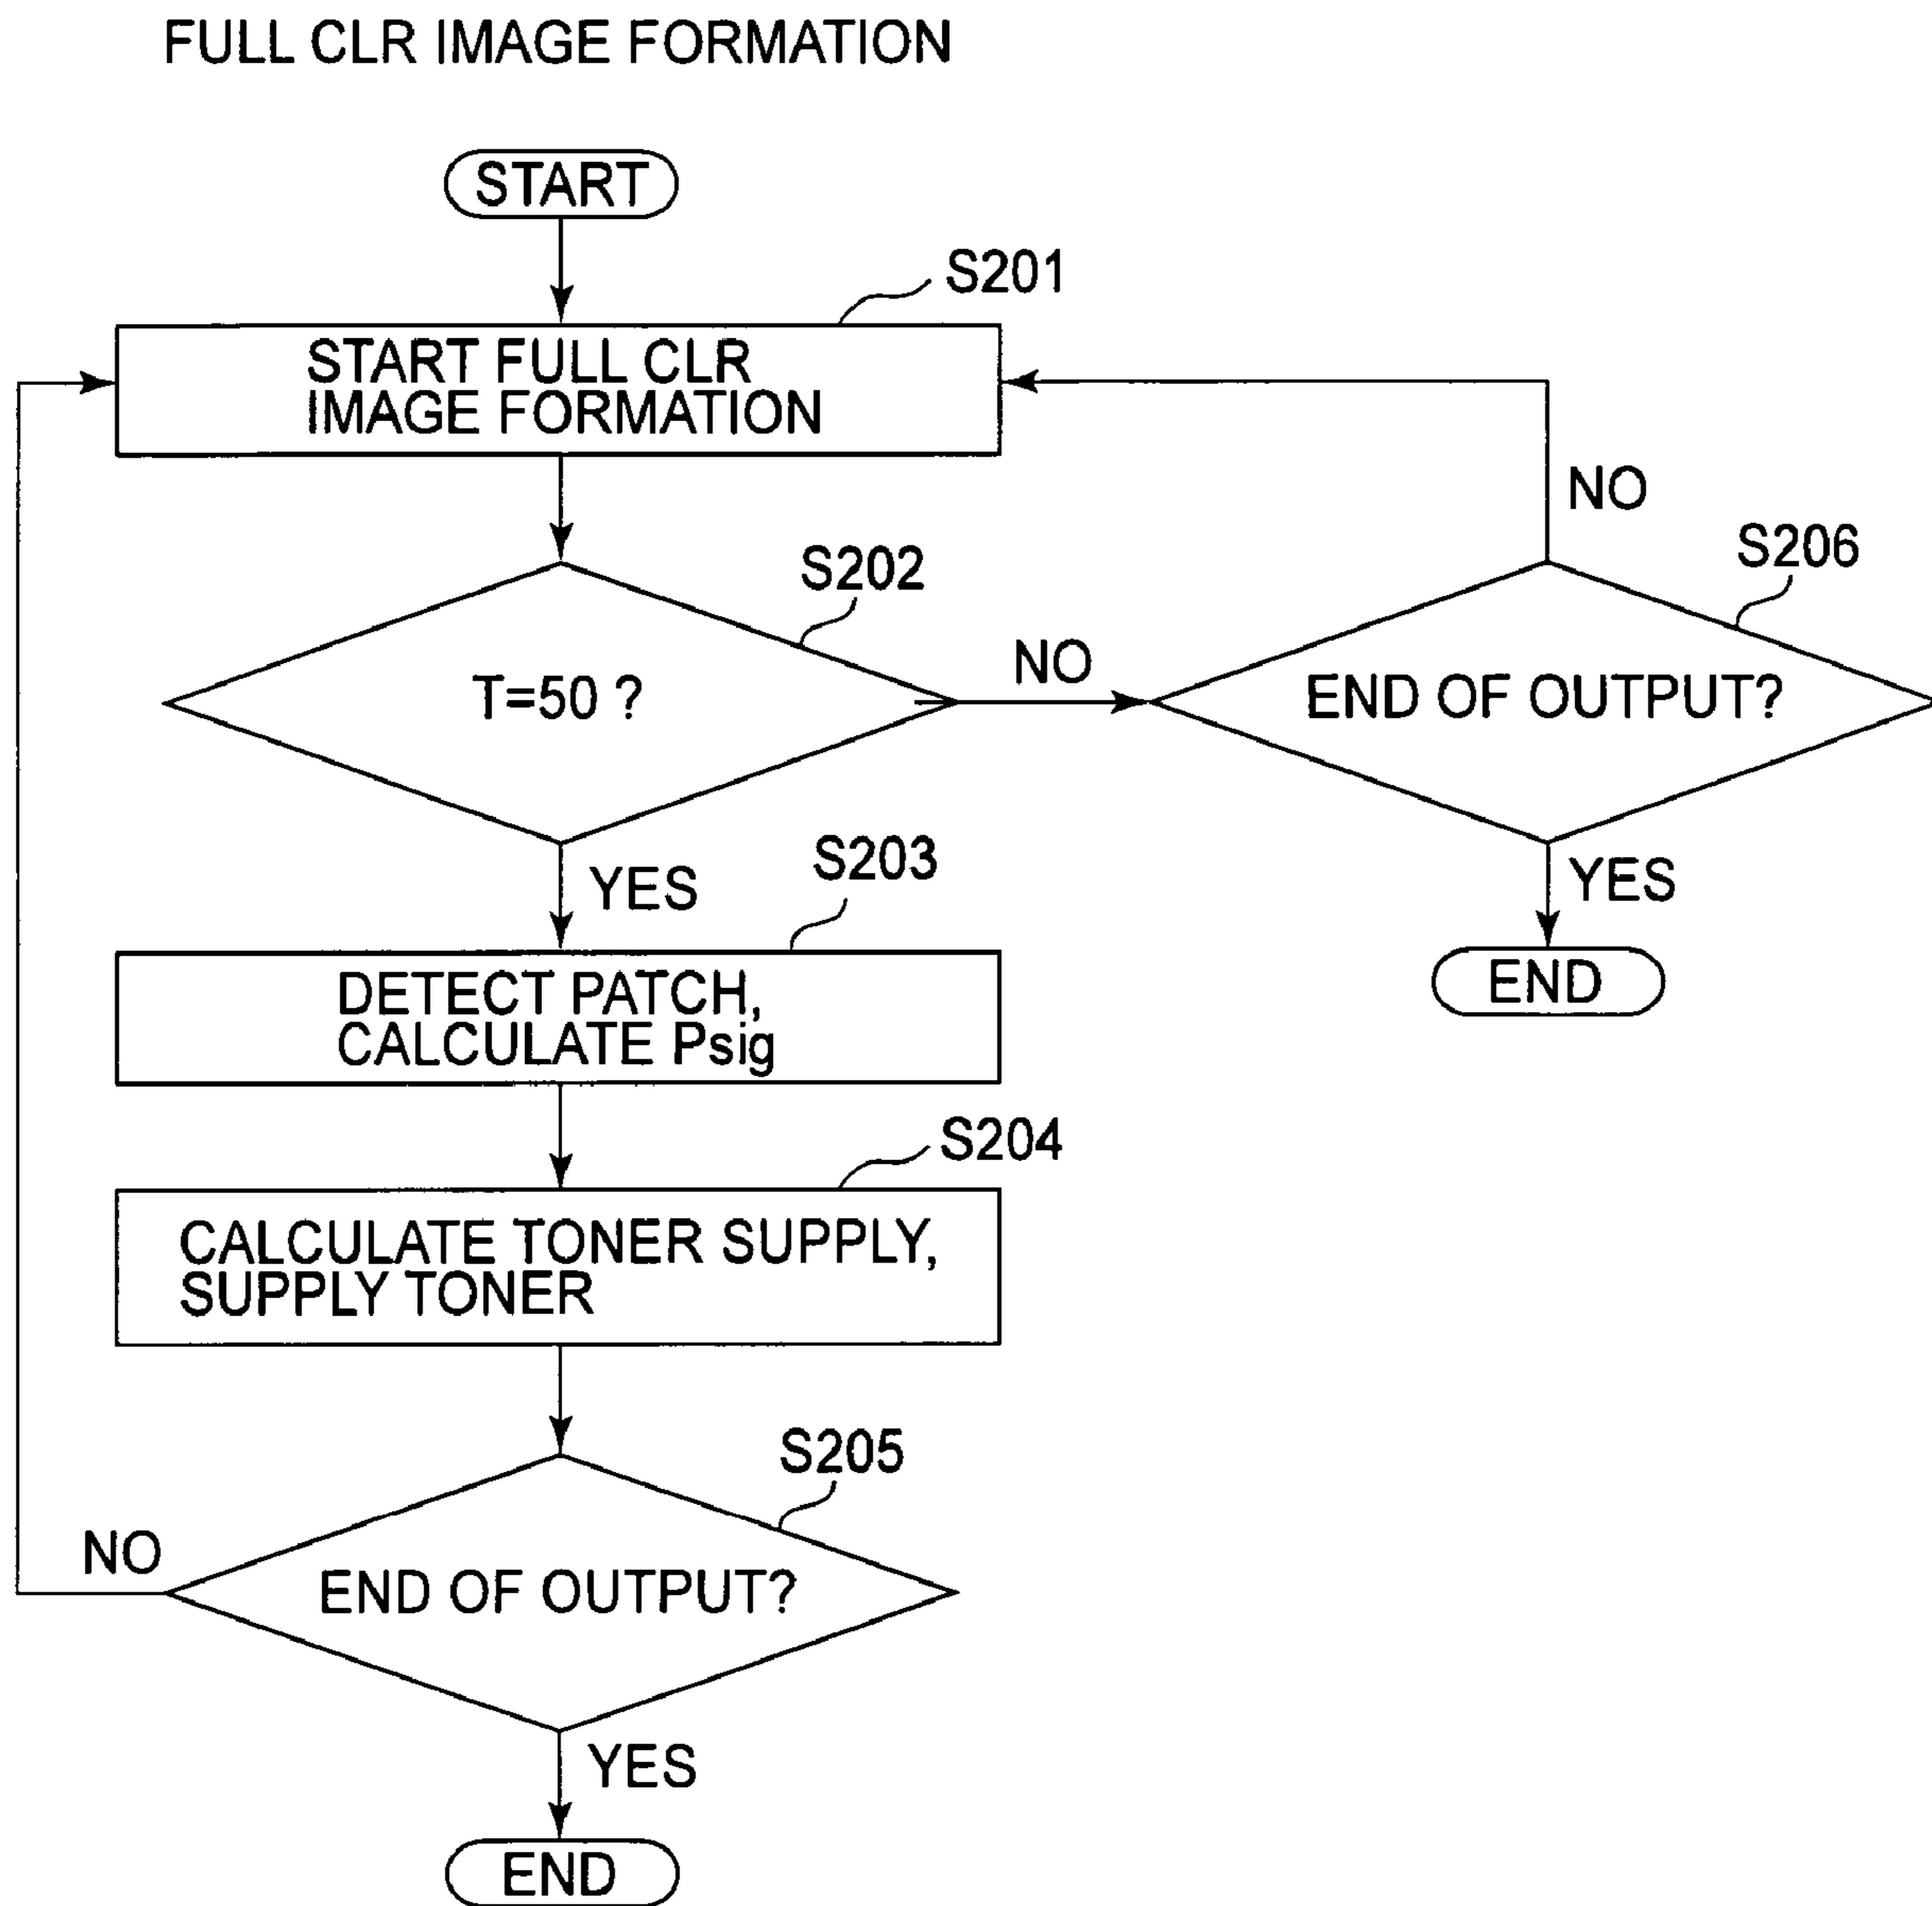 FULL CLR IMAGE FORMATION
START
S201
START FULL CLR
IMAGE FORMATION
NO
S202
S206
T=50 ?
NO
END OF OUTPUT?
YES
S203
YES
DETECT PATCH,
CALCULATE Psig
END
S204
CALCULATE TONER SUPPLY,
SUPPLY TONER
S205
NO
END OF OUTPUT?
YES
END